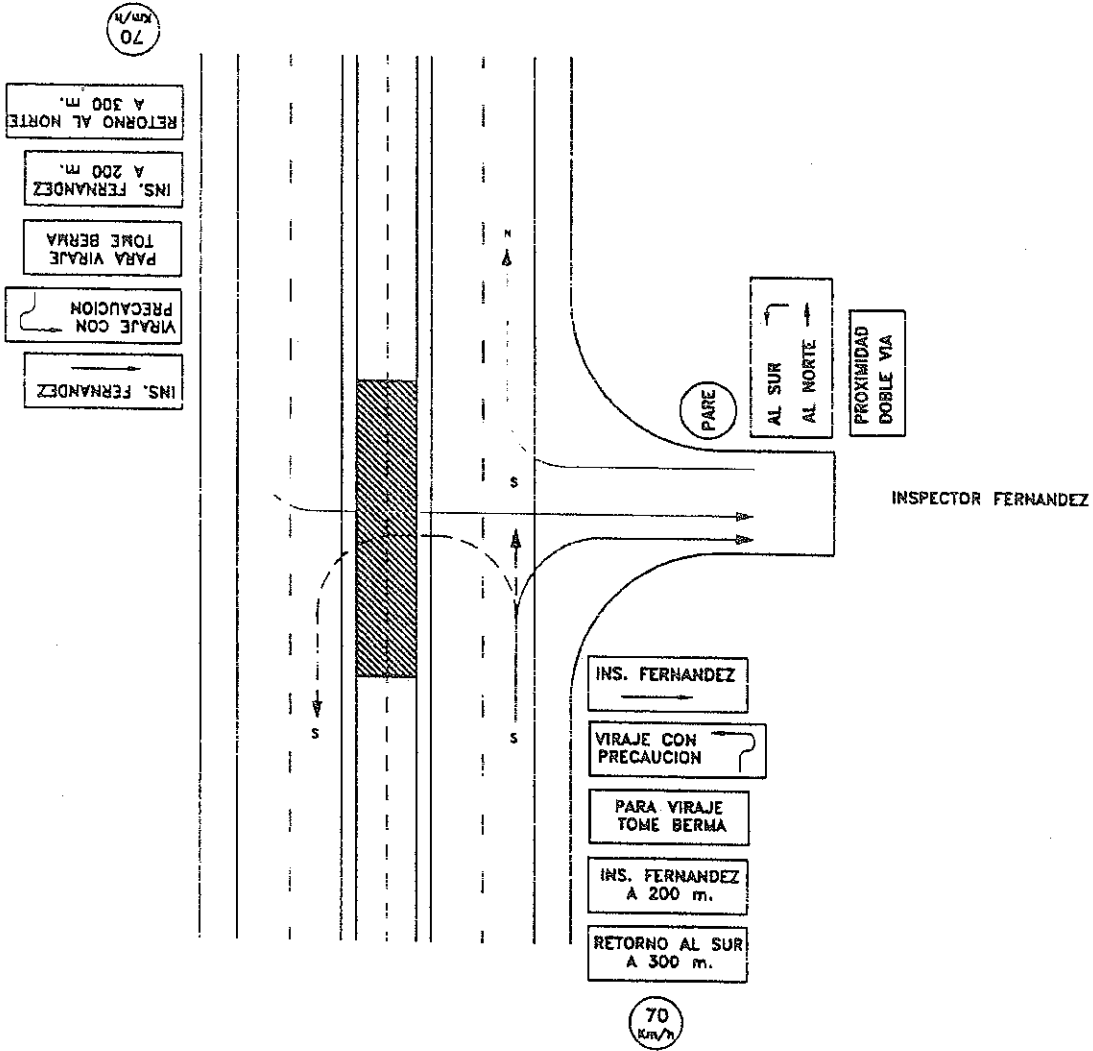 70
Km/h
RETORNO AL NORTE
A 300 m.
INS. FERNANDEZ
A 200 m.
PARA VIRAJE
TOME BERMA
VIRAJE CON
PRECAUCION
INS. FERNANDEZ
N
S
S
S
PARE
AL SUR
AL NORTE
PROXIMIDAD
DOBLE VIA
INSPECTOR FERNANDEZ
INS. FERNANDEZ
VIRAJE CON
PRECAUCION
PARA VIRAJE
TOME BERMA
INS. FERNANDEZ
A 200 m.
RETORNO AL SUR
A 300 m.
70
Km/h